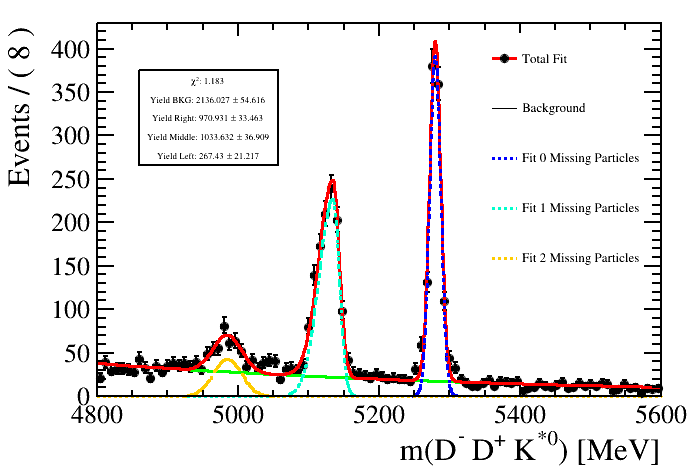 Events / ( 8 )
400
350
300
250
200
150
100
50
0
χ²: 1.183
Yield BKG: 2136.027 ± 54.616
Yield Right: 970.931 ± 33.463
Yield Middle: 1033.632 ± 36.909
Yield Left: 267.43 ± 21.217
Total Fit
Background
Fit 0 Missing Particles
Fit 1 Missing Particles
Fit 2 Missing Particles
4800 5000 5200 5400 5600
m(D⁻ D⁺ K*⁰) [MeV]